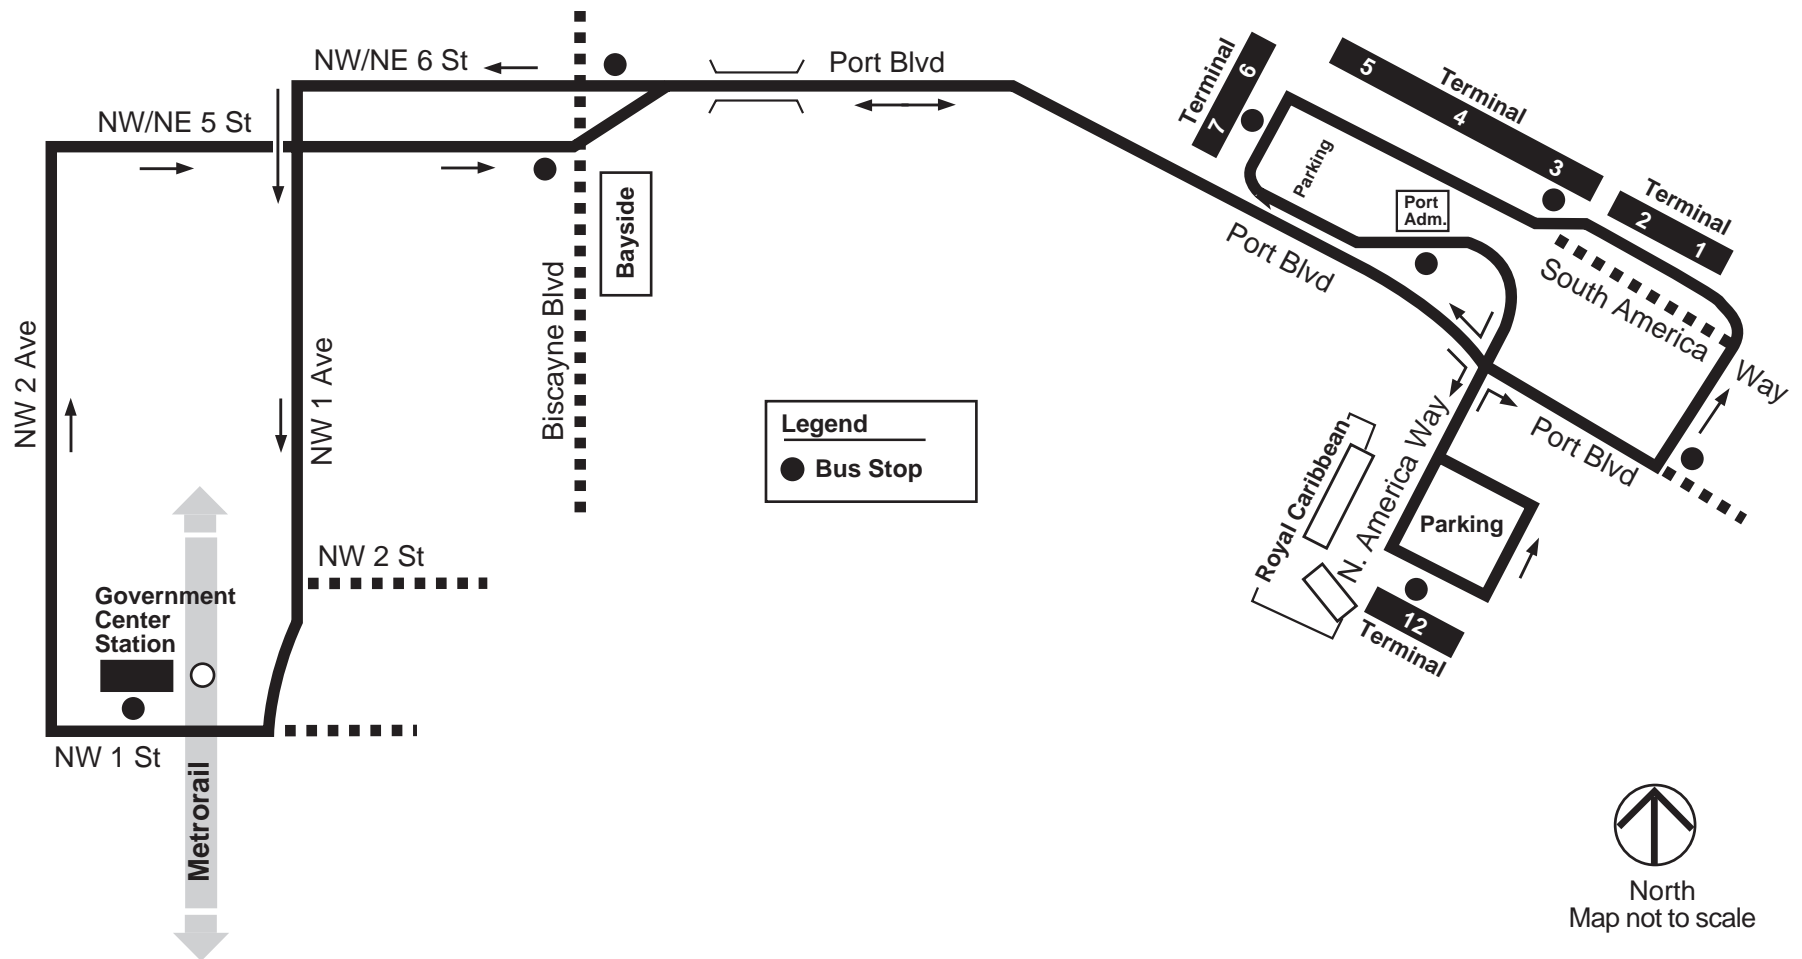 NW/NE 6 St
Port Blvd
NW/NE 5 St
Terminal
6
7
5
Terminal
4
3
Terminal
2
1
Parking
Port
Adm.
Bayside
Port Blvd
South America
Way
Biscayne Blvd
NW 2 Ave
NW 1 Ave
Legend
Bus Stop
N. America Way
Port Blvd
Royal Caribbean
Parking
NW 2 St
Government
Center
Station
12
Terminal
NW 1 St
Metrorail
North
Map not to scale